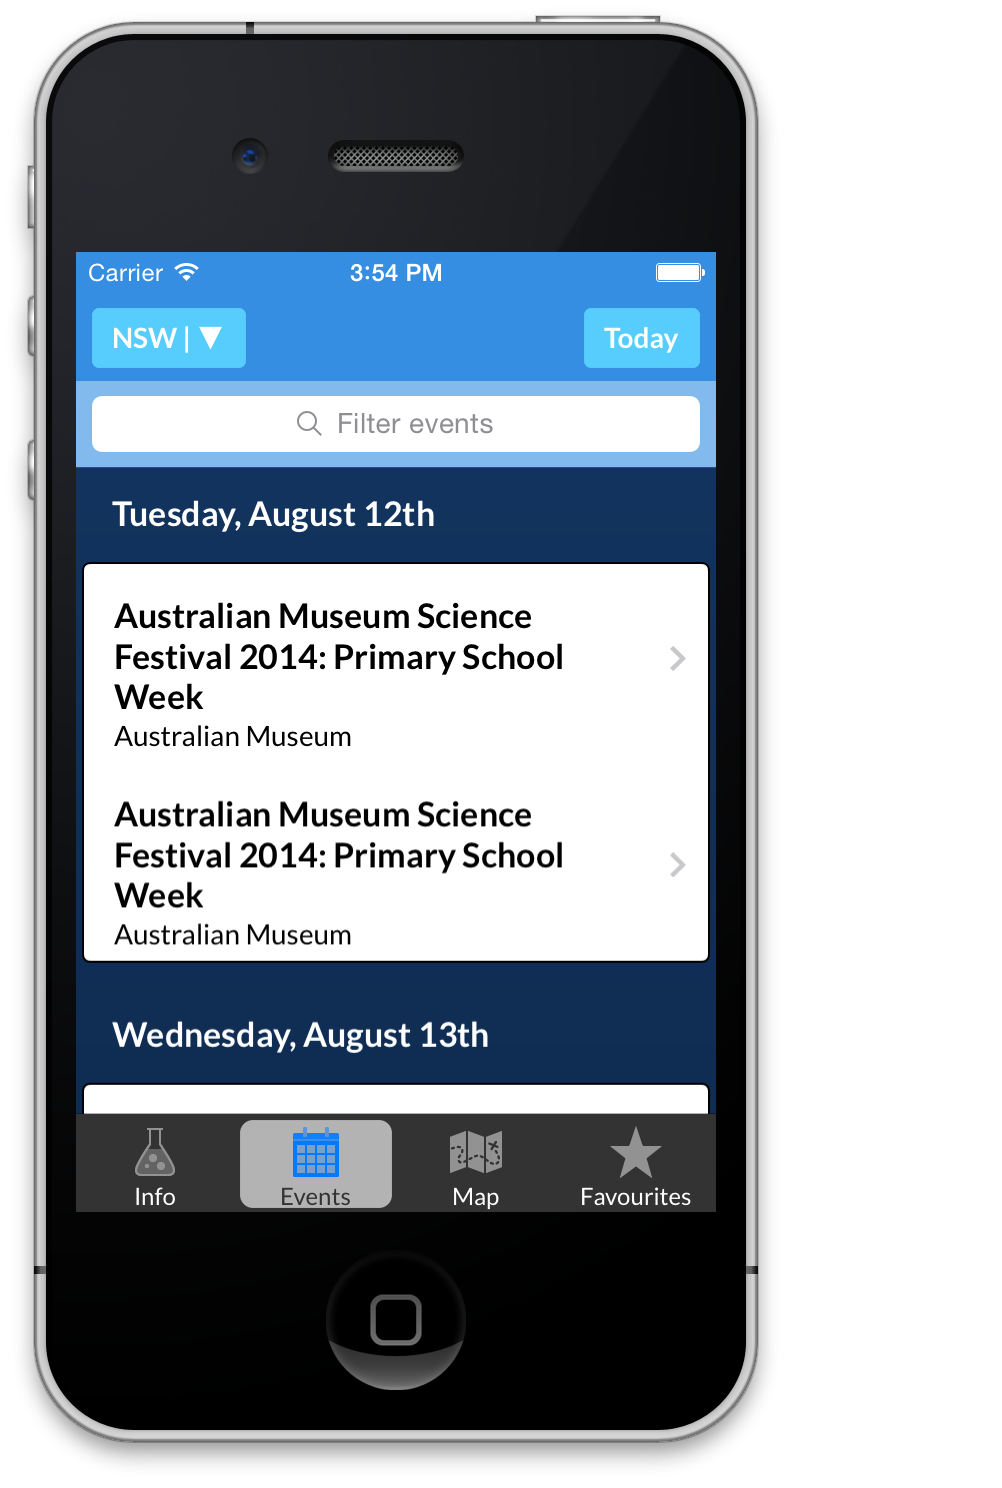 Carrier 3:54 PM
NSW | ▼ Today
Filter events
Tuesday, August 12th
Australian Museum Science
Festival 2014: Primary School
Week
Australian Museum
Australian Museum Science
Festival 2014: Primary School
Week
Australian Museum
Wednesday, August 13th
Info Events Map Favourites